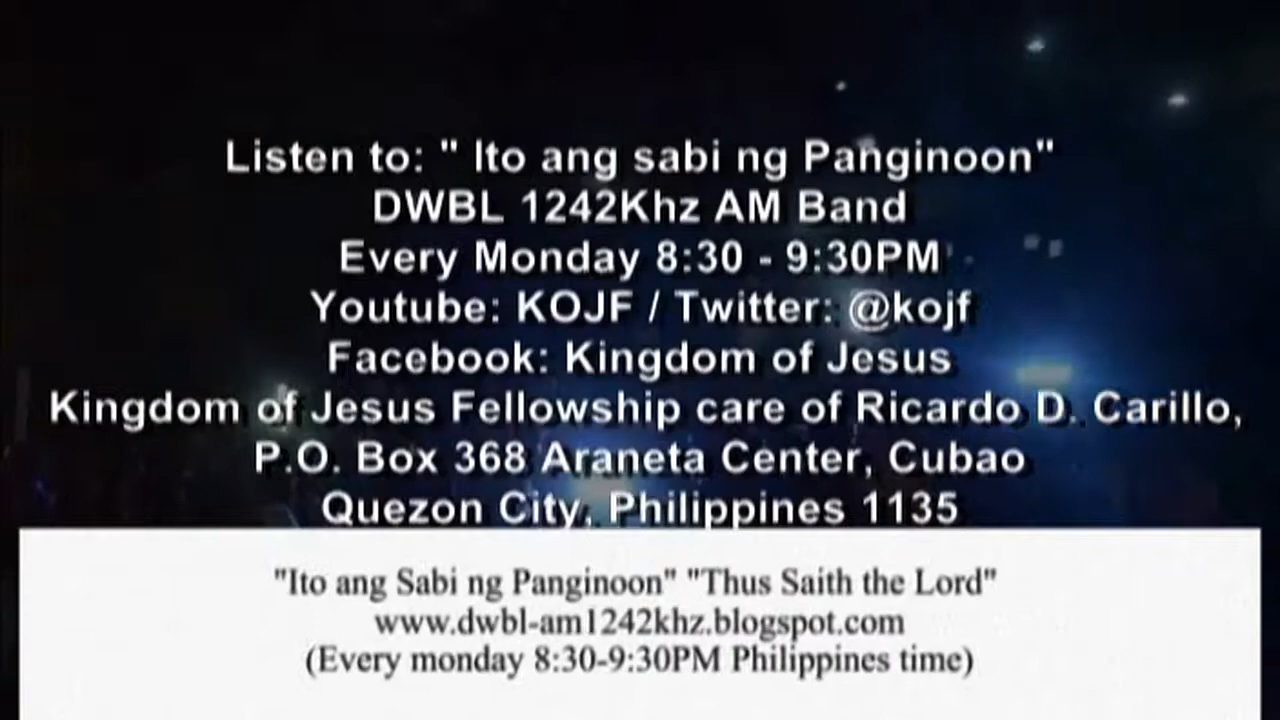 Listen to: " Ito ang sabi ng Panginoon"
DWBL 1242Khz AM Band
Every Monday 8:30 - 9:30PM
Youtube: KOJF / Twitter: @kojf
Facebook: Kingdom of Jesus
Kingdom of Jesus Fellowship care of Ricardo D. Carillo,
P.O. Box 368 Araneta Center, Cubao
Quezon City, Philippines 1135
"Ito ang Sabi ng Panginoon" "Thus Saith the Lord"
www.dwbl-am1242khz.blogspot.com
(Every monday 8:30-9:30PM Philippines time)